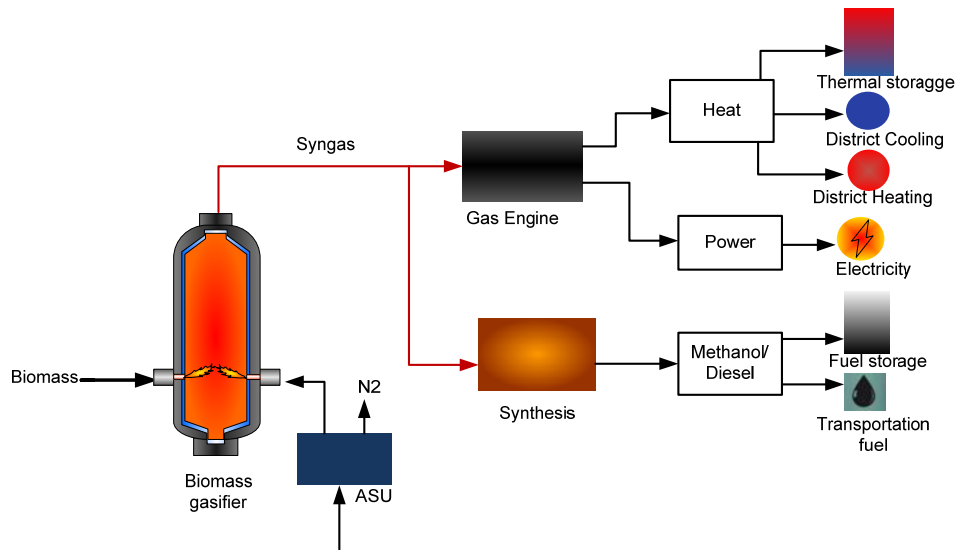 Syngas
Gas Engine
Heat
Thermal storagge
District Cooling
District Heating
Power
Electricity
Biomass
Biomass
gasifier
N2
ASU
Synthesis
Methanol/
Diesel
Fuel storage
Transportation
fuel